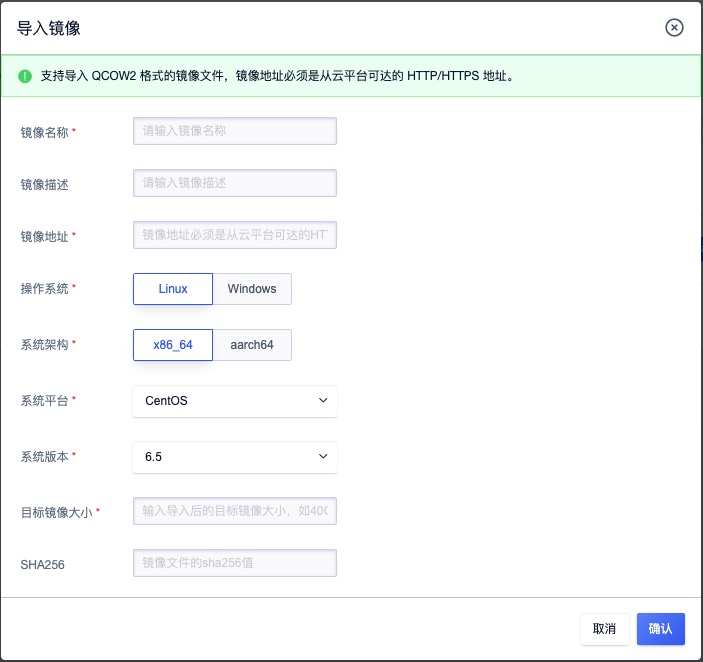 导入镜像
支持导入 QCOW2 格式的镜像文件，镜像地址必须是从云平台可达的 HTTP/HTTPS 地址。
镜像名称 * 请输入镜像名称
镜像描述 请输入镜像描述
镜像地址 * 镜像地址必须是从云平台可达的HT
操作系统 * Linux Windows
系统架构 * x86_64 aarch64
系统平台 * CentOS
系统版本 * 6.5
目标镜像大小 * 输入导入后的目标镜像大小，如40G
SHA256 镜像文件的sha256值
取消 确认